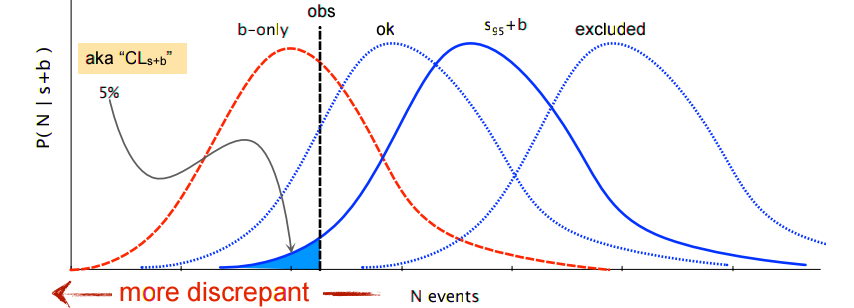 obs
b-only
ok
s95+b
excluded
aka “CLs+b”
5%
P( N | s+b )
more discrepant
N events